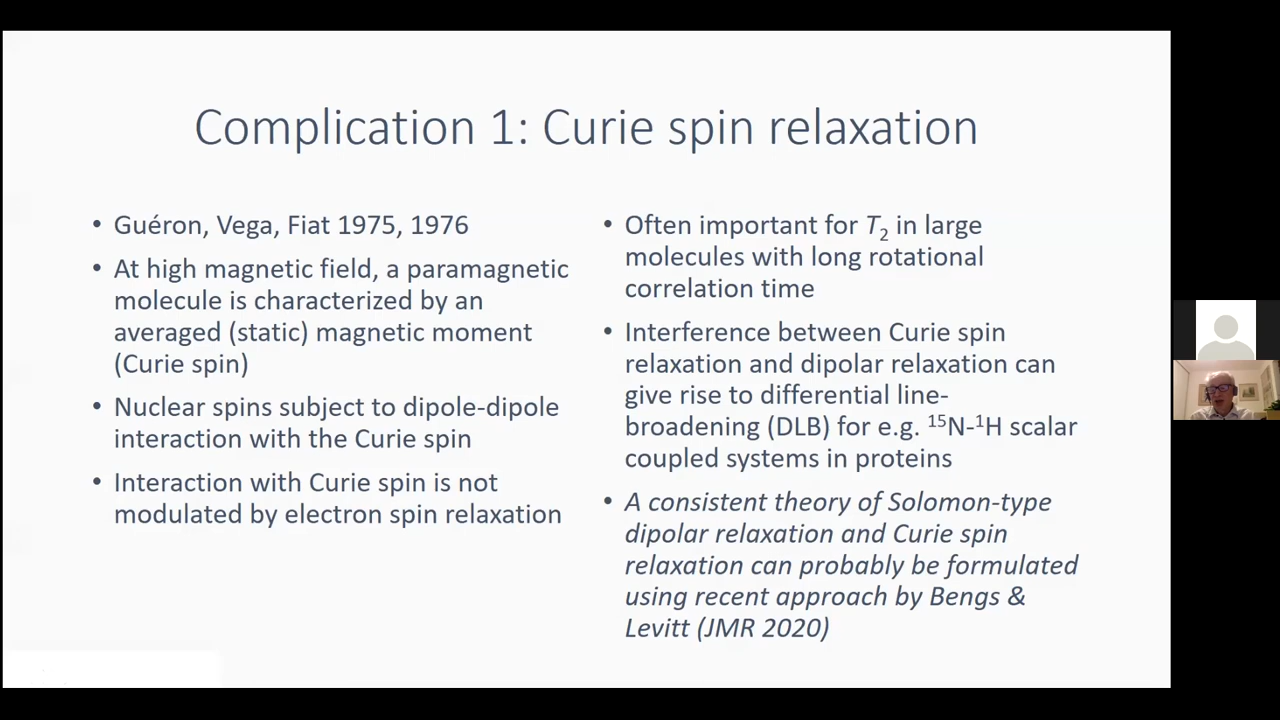 Complication 1: Curie spin relaxation
• Guéron, Vega, Fiat 1975, 1976
• At high magnetic field, a paramagnetic
molecule is characterized by an
averaged (static) magnetic moment
(Curie spin)
• Nuclear spins subject to dipole-dipole
interaction with the Curie spin
• Interaction with Curie spin is not
modulated by electron spin relaxation
• Often important for T₂ in large
molecules with long rotational
correlation time
• Interference between Curie spin
relaxation and dipolar relaxation can
give rise to differential line-
broadening (DLB) for e.g. ¹⁵N-¹H scalar
coupled systems in proteins
• A consistent theory of Solomon-type
dipolar relaxation and Curie spin
relaxation can probably be formulated
using recent approach by Bengs &
Levitt (JMR 2020)